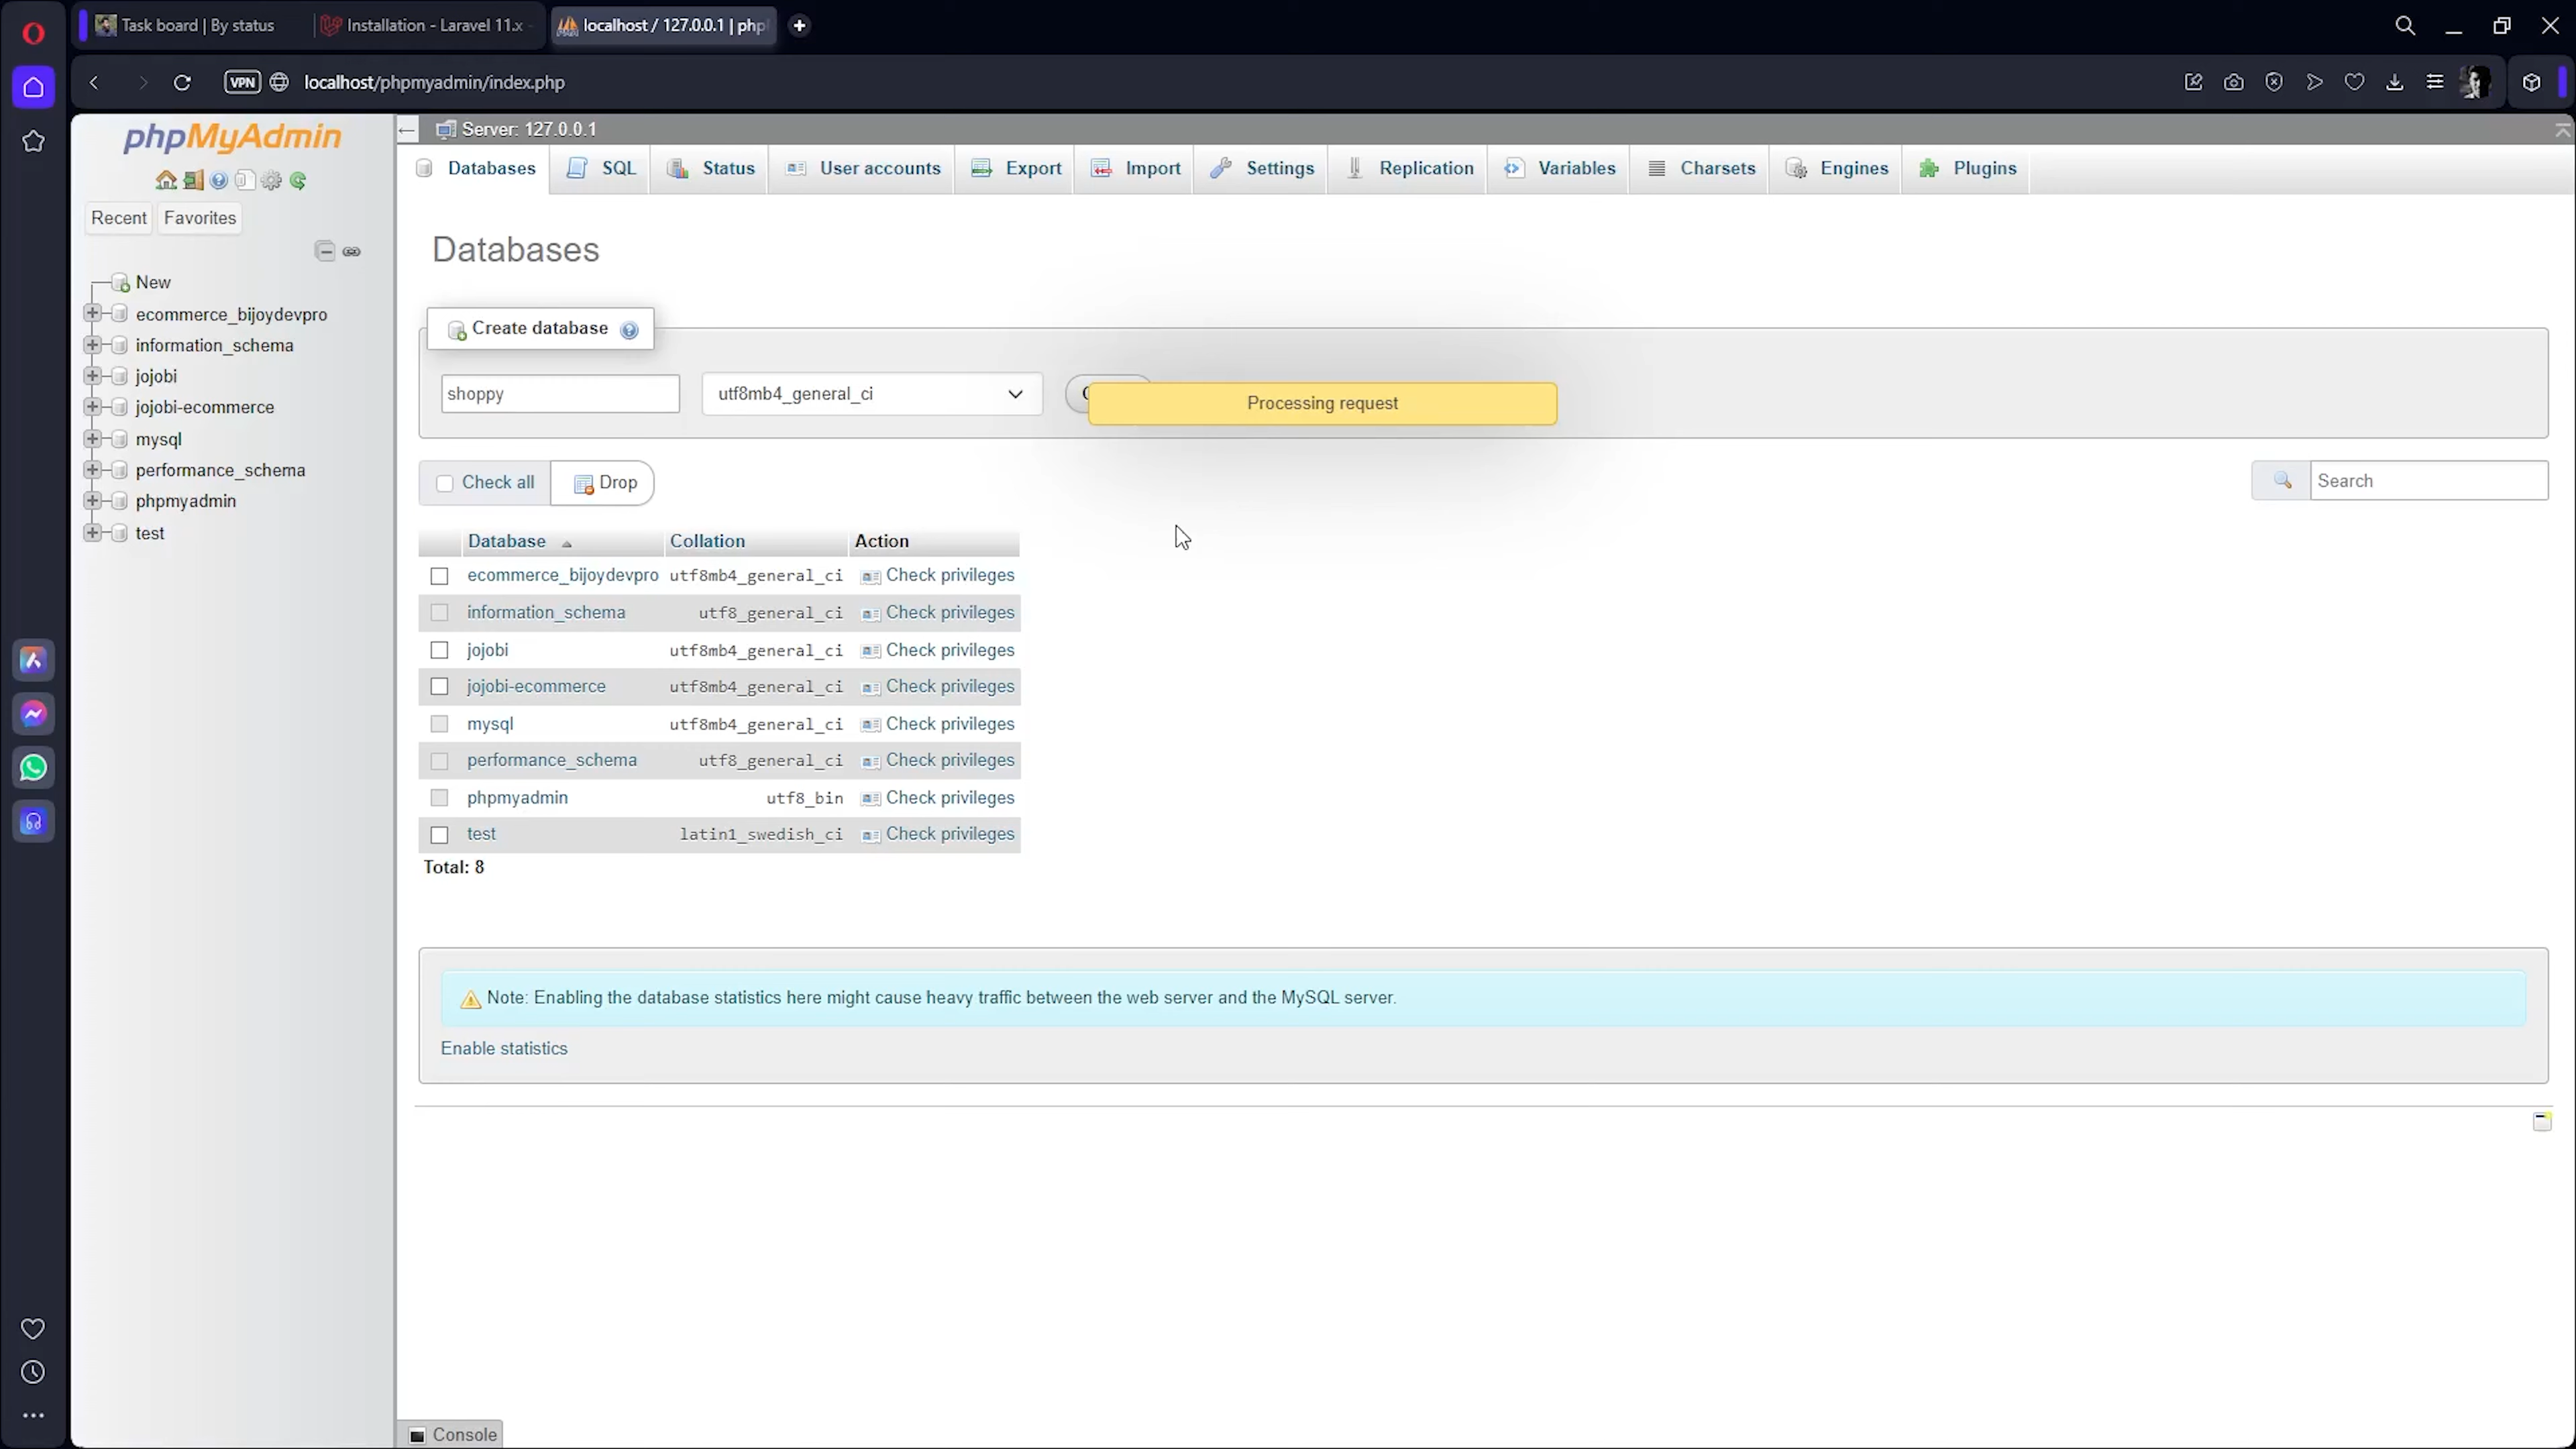 Task board | By status
Installation - Laravel 11.x
localhost / 127.0.0.1 | php
VPN
localhost/phpmyadmin/index.php
phpMyAdmin
Recent
Favorites
New
ecommerce_bijoydevpro
information_schema
jojobi
jojobi-ecommerce
mysql
performance_schema
phpmyadmin
test
Server: 127.0.0.1
Databases
SQL
Status
User accounts
Export
Import
Settings
Replication
Variables
Charsets
Engines
Plugins
Databases
Create database
shoppy
utf8mb4_general_ci
Processing request
Check all
Drop
Search
Database Collation Action
ecommerce_bijoydevpro utf8mb4_general_ci Check privileges
information_schema utf8_general_ci Check privileges
jojobi utf8mb4_general_ci Check privileges
jojobi-ecommerce utf8mb4_general_ci Check privileges
mysql utf8mb4_general_ci Check privileges
performance_schema utf8_general_ci Check privileges
phpmyadmin utf8_bin Check privileges
test latin1_swedish_ci Check privileges
Total: 8
Note: Enabling the database statistics here might cause heavy traffic between the web server and the MySQL server.
Enable statistics
Console